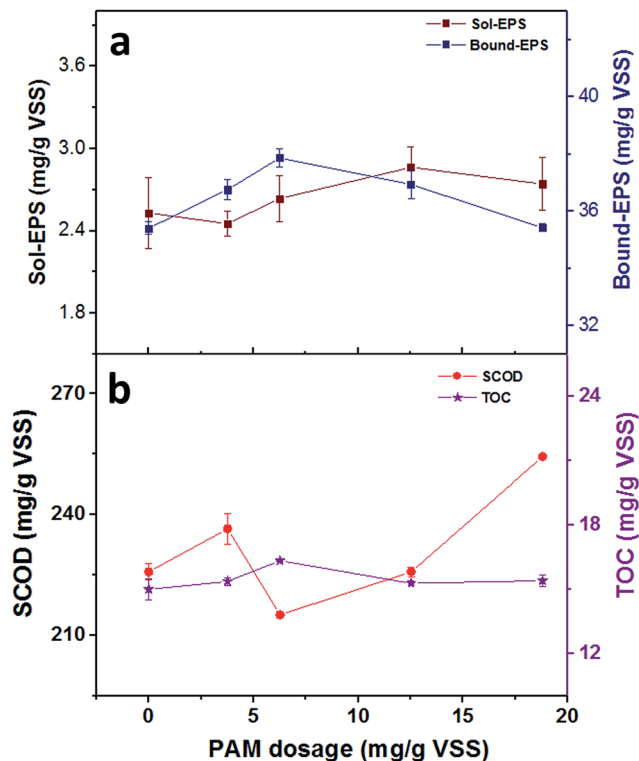 a
Sol-EPS
Bound-EPS
3.6
3.0
2.4
1.8
Sol-EPS (mg/g VSS)
40
36
32
Bound-EPS (mg/g VSS)
b
SCOD
TOC
270
240
210
SCOD (mg/g VSS)
24
18
12
TOC (mg/g VSS)
0 5 10 15 20
PAM dosage (mg/g VSS)